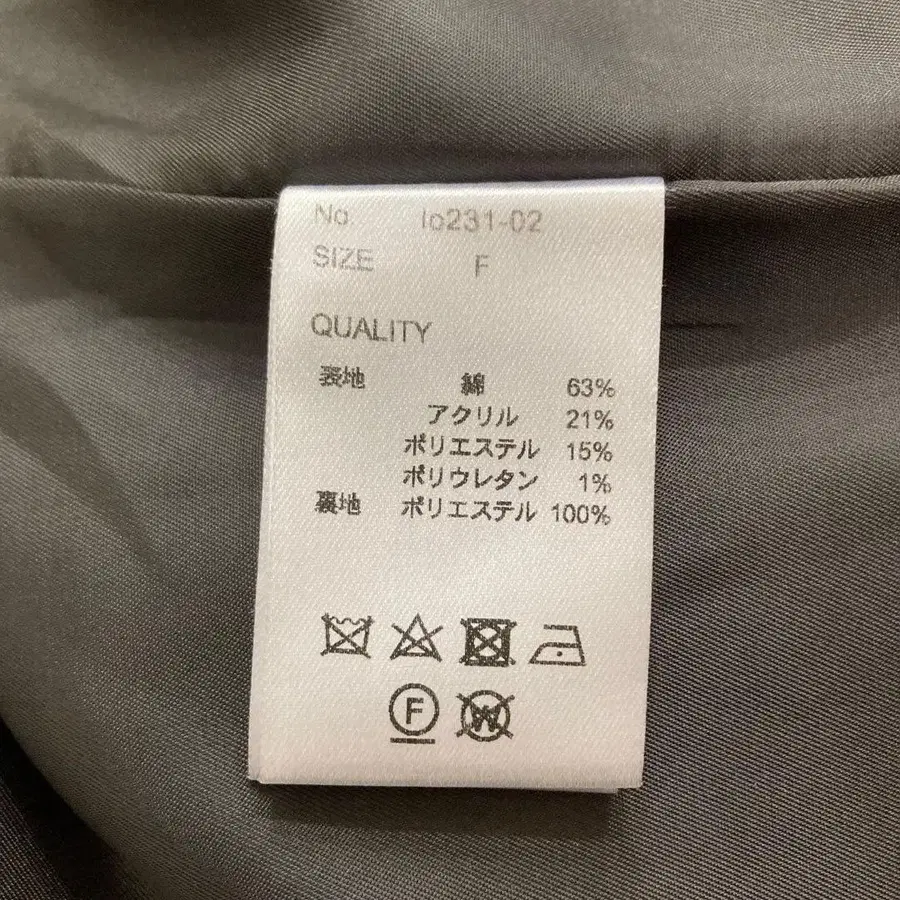 No. lo231-02
SIZE F
QUALITY
表地 綿 63%
アクリル 21%
ポリエステル 15%
ポリウレタン 1%
裏地 ポリエステル 100%
F W